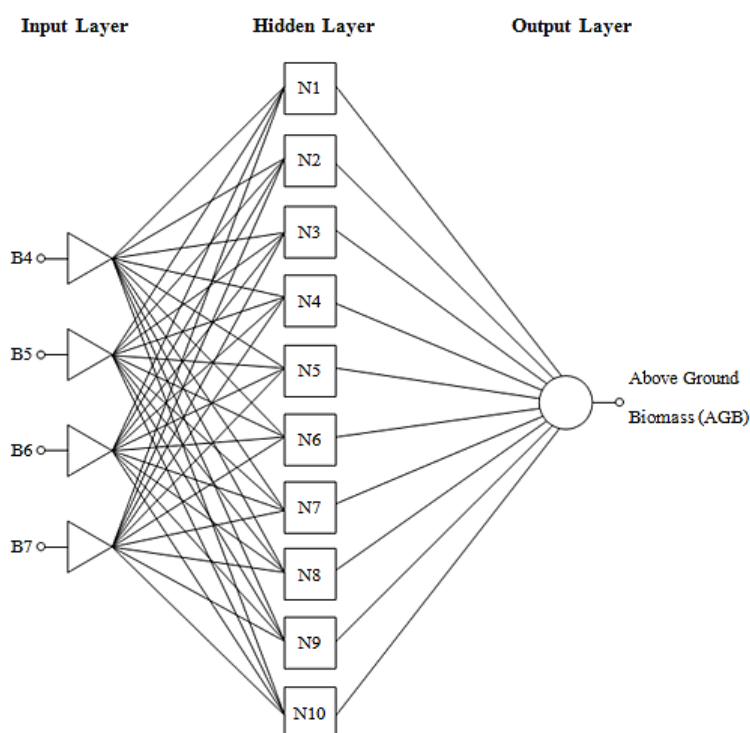 Input Layer
Hidden Layer
Output Layer
N1
N2
N3
B4
N4
B5
N5
Above Ground
Biomass (AGB)
B6
N6
N7
B7
N8
N9
N10